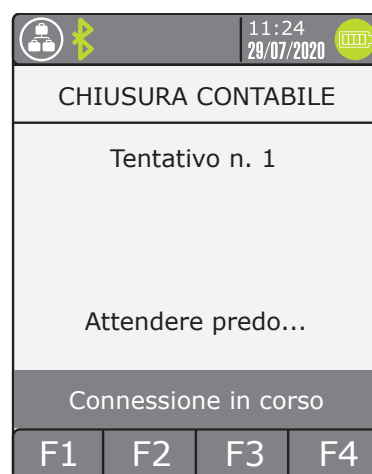 11:24
29/07/2020
CHIUSURA CONTABILE
Tentativo n. 1
Attendere predo...
Connessione in corso
F1 F2 F3 F4